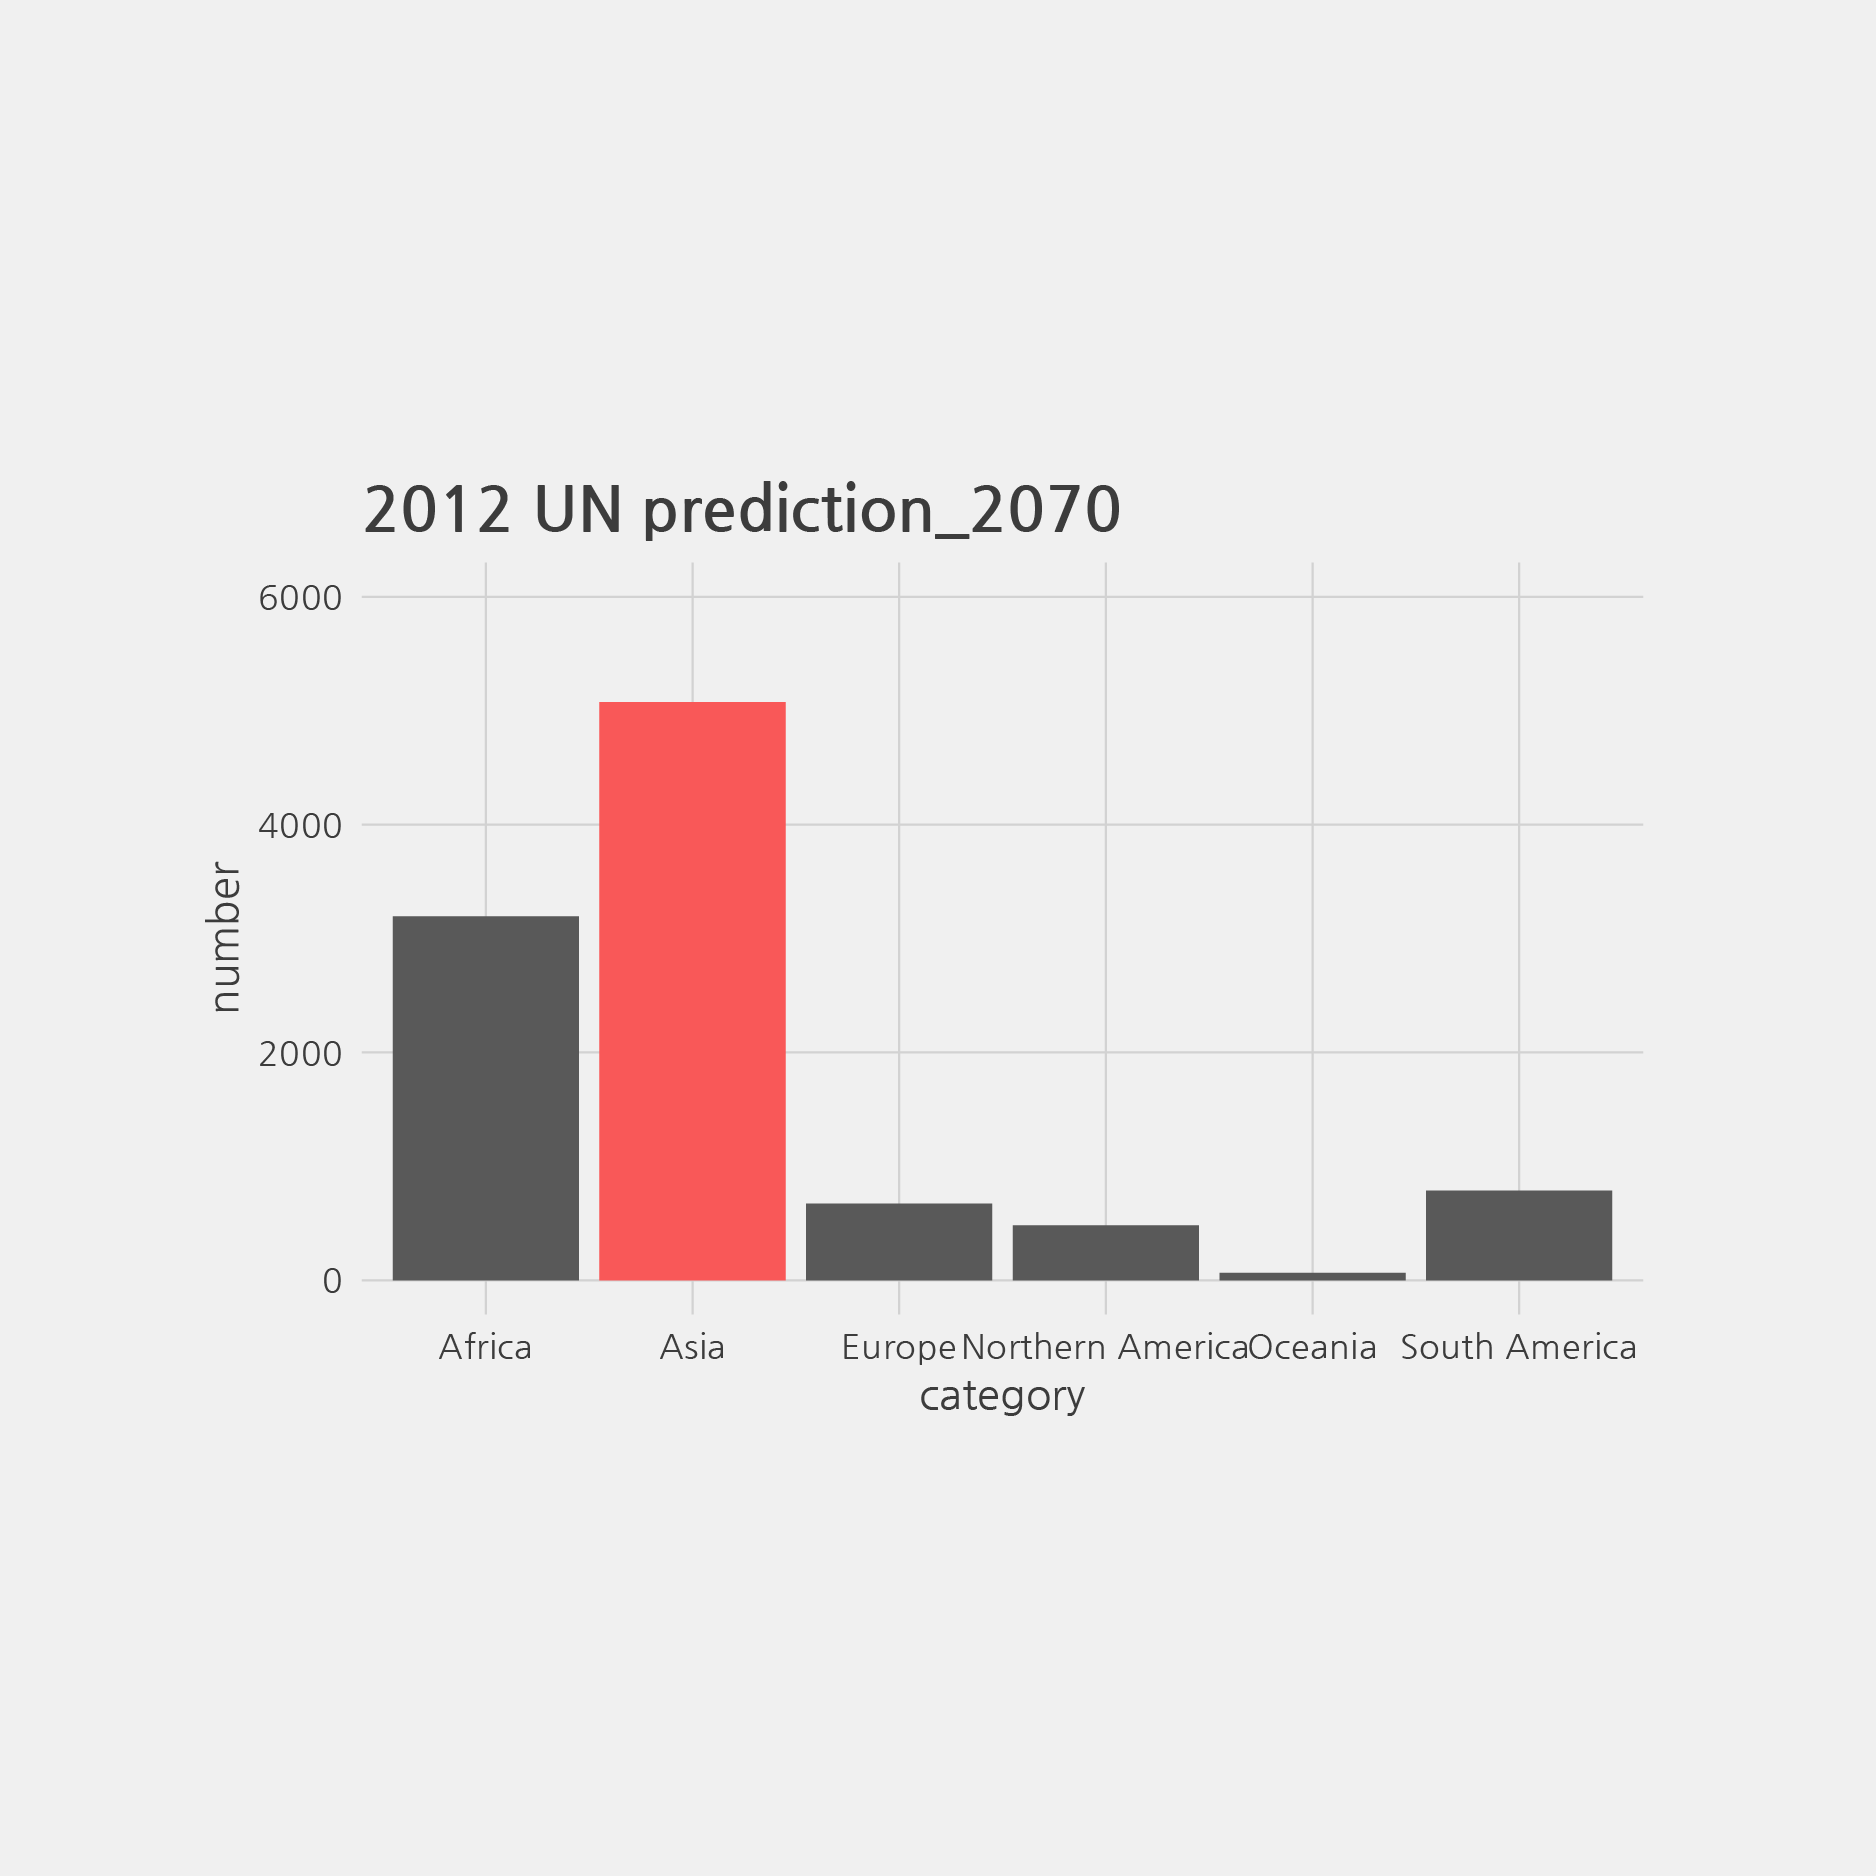 2012 UN prediction_2070
6000
4000
2000
0
number
Africa Asia Europe Northern America Oceania South America
category